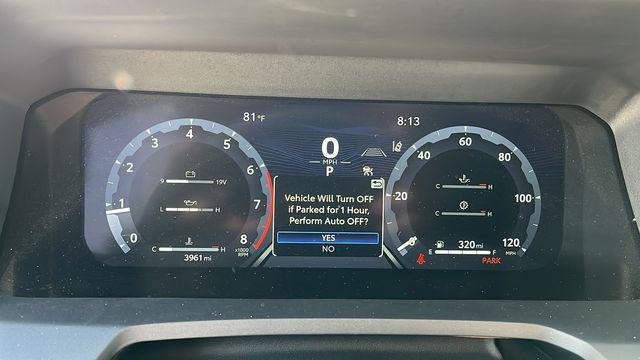 81°F
8:13
0
MPH
P
0
1
2
3
4
5
6
7
8
x1000
RPM
9 19V
L H
C H
3961 mi
Vehicle Will Turn OFF
if Parked for 1 Hour,
Perform Auto OFF?
YES
NO
0
20
40
60
80
100
120
MPH
C H
C H
320 mi
E F
PARK